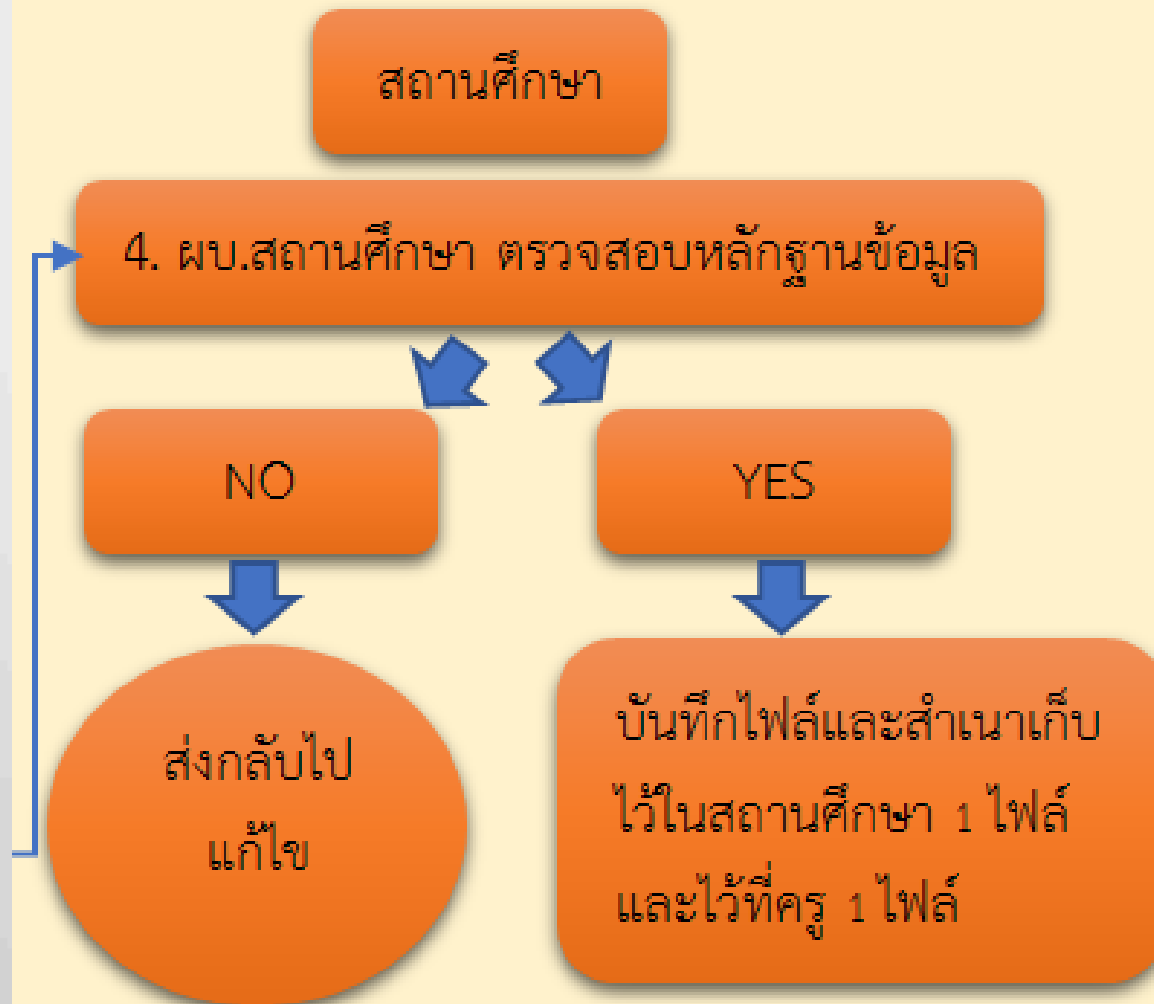 สถานศึกษา
4. ผบ.สถานศึกษา ตรวจสอบหลักฐานข้อมูล
NO
YES
ส่งกลับไป
แก้ไข
บันทึกไฟล์และสำเนาเก็บ
ไว้ในสถานศึกษา 1 ไฟล์
และไว้ที่ครู 1 ไฟล์